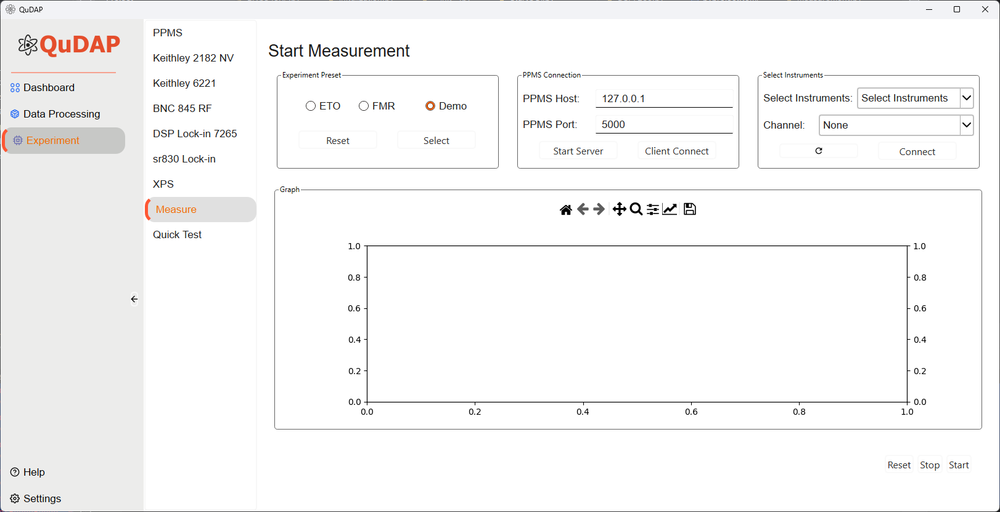 QuDAP
QuDAP
Dashboard
Data Processing
Experiment
Help
Settings
PPMS
Keithley 2182 NV
Keithley 6221
BNC 845 RF
DSP Lock-in 7265
sr830 Lock-in
XPS
Measure
Quick Test
Start Measurement
Experiment Preset
ETO FMR Demo
Reset Select
PPMS Connection
PPMS Host: 127.0.0.1
PPMS Port: 5000
Start Server Client Connect
Select Instruments
Select Instruments: Select Instruments
Channel: None
Connect
Graph
1.0 1.0
0.8 0.8
0.6 0.6
0.4 0.4
0.2 0.2
0.0 0.0
0.0 0.2 0.4 0.6 0.8 1.0
Reset Stop Start